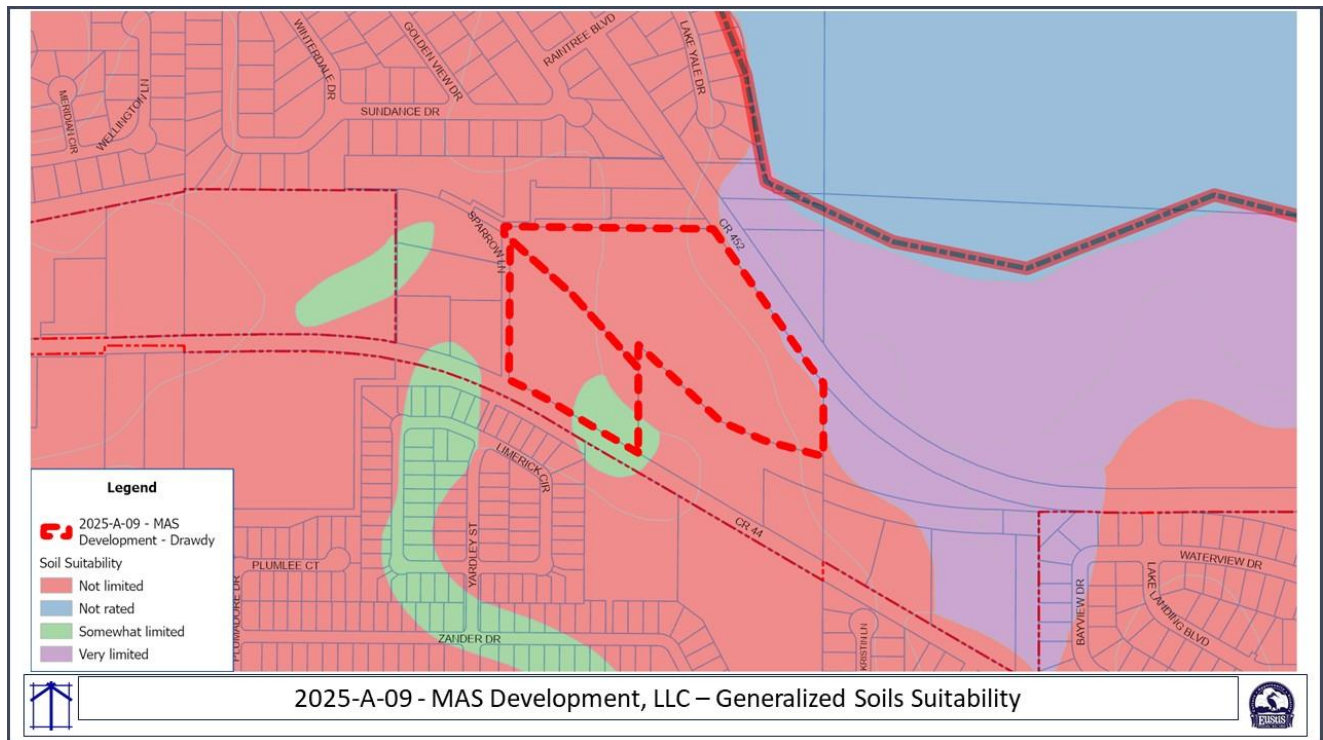 WINTERDALE DR
GOLDEN VIEW DR
RAINTREE BLVD
LAKE YALE DR
MERIDIAN CIR
WELLINGTON LN
SUNDANCE DR
SPARROW LN
CR 452
LIMERICK CIR
YARDLEY ST
CR 44
PLUMLEE CT
PLUMADORE DR
ZANDER DR
KRISTIN LN
BAYVIEW DR
WATERVIEW DR
LAKE LANDING BLVD
Legend
2025-A-09 - MAS
Development - Drawdy
Soil Suitability
Not limited
Not rated
Somewhat limited
Very limited
2025-A-09 - MAS Development, LLC – Generalized Soils Suitability
EUSTIS